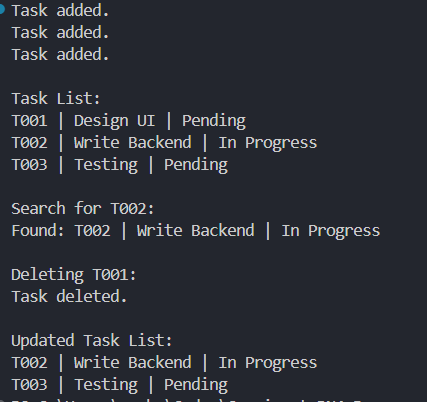 Task added.
Task added.
Task added.
Task List:
T001 | Design UI | Pending
T002 | Write Backend | In Progress
T003 | Testing | Pending
Search for T002:
Found: T002 | Write Backend | In Progress
Deleting T001:
Task deleted.
Updated Task List:
T002 | Write Backend | In Progress
T003 | Testing | Pending